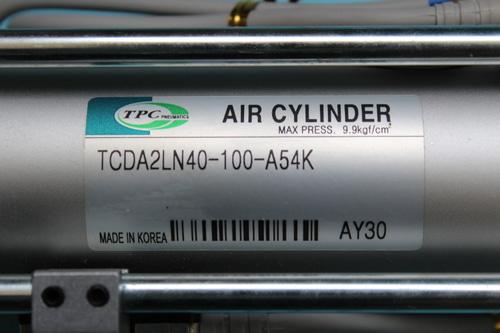 TPC
PNEUMATICS
AIR CYLINDER
MAX PRESS. 9.9kgf/cm²
TCDA2LN40-100-A54K
MADE IN KOREA
AY30